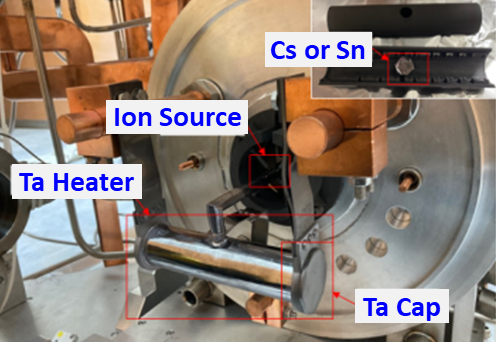 Cs or Sn
Ion Source
Ta Heater
Ta Cap